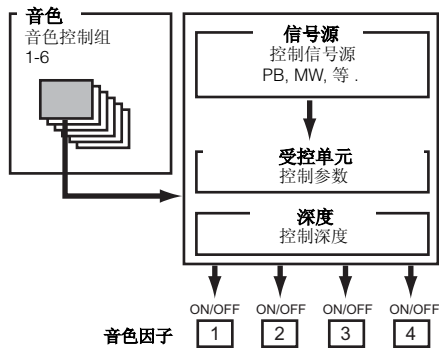 音色
音色控制组
1-6
信号源
控制信号源
PB, MW, 等 .
受控单元
控制参数
深度
控制深度
ON/OFF ON/OFF ON/OFF ON/OFF
音色因子 1 2 3 4